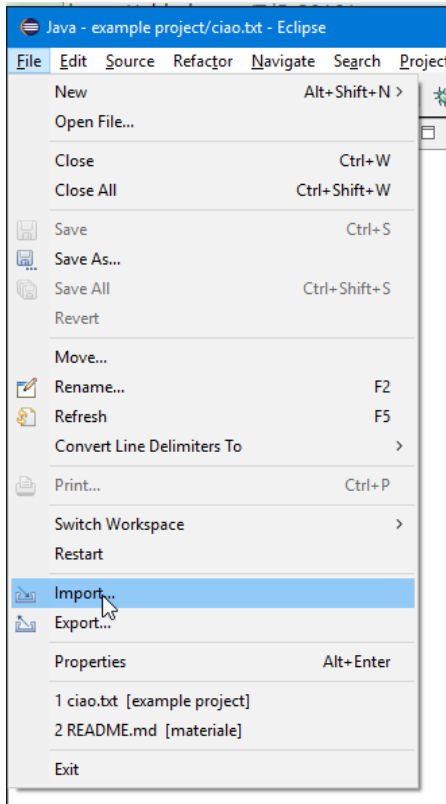 Java - example project/ciao.txt - Eclipse
File Edit Source Refactor Navigate Search Project
New Alt+Shift+N >
Open File...
Close Ctrl+W
Close All Ctrl+Shift+W
Save Ctrl+S
Save As...
Save All Ctrl+Shift+S
Revert
Move...
Rename... F2
Refresh F5
Convert Line Delimiters To >
Print... Ctrl+P
Switch Workspace >
Restart
Import...
Export...
Properties Alt+Enter
1 ciao.txt [example project]
2 README.md [materiale]
Exit